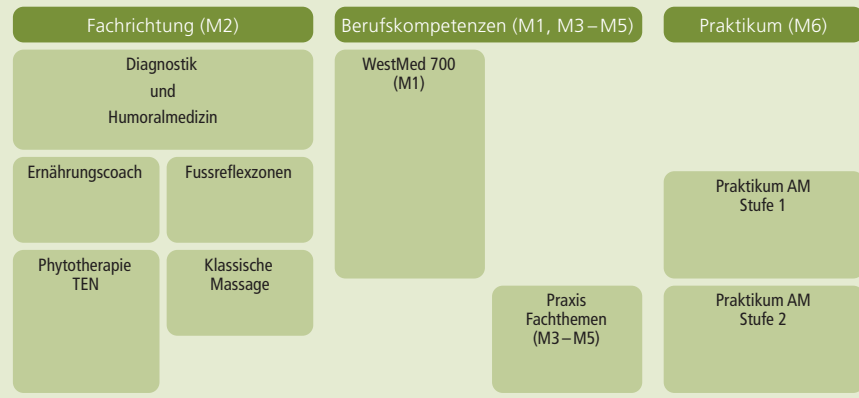 Fachrichtung (M2)
Diagnostik
und
Humoralmedizin
Ernährungscoach
Fussreflexzonen
Phytotherapie
TEN
Klassische
Massage
Berufskompetenzen (M1, M3–M5)
WestMed 700
(M1)
Praxis
Fachthemen
(M3–M5)
Praktikum (M6)
Praktikum AM
Stufe 1
Praktikum AM
Stufe 2